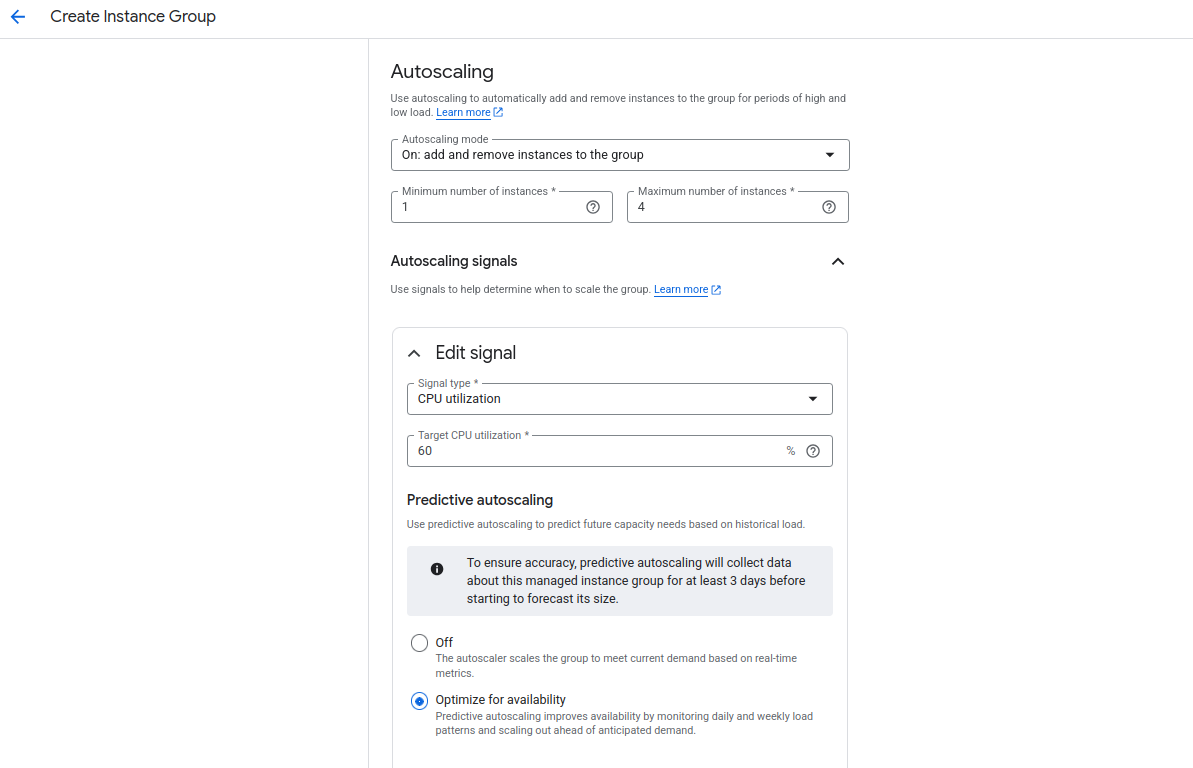 Create Instance Group
Autoscaling
Use autoscaling to automatically add and remove instances to the group for periods of high and
low load. Learn more
Autoscaling mode
On: add and remove instances to the group
Minimum number of instances *
1
Maximum number of instances *
4
Autoscaling signals
Use signals to help determine when to scale the group. Learn more
Edit signal
Signal type *
CPU utilization
Target CPU utilization *
60 %
Predictive autoscaling
Use predictive autoscaling to predict future capacity needs based on historical load.
To ensure accuracy, predictive autoscaling will collect data
about this managed instance group for at least 3 days before
starting to forecast its size.
Off
The autoscaler scales the group to meet current demand based on real-time
metrics.
Optimize for availability
Predictive autoscaling improves availability by monitoring daily and weekly load
patterns and scaling out ahead of anticipated demand.